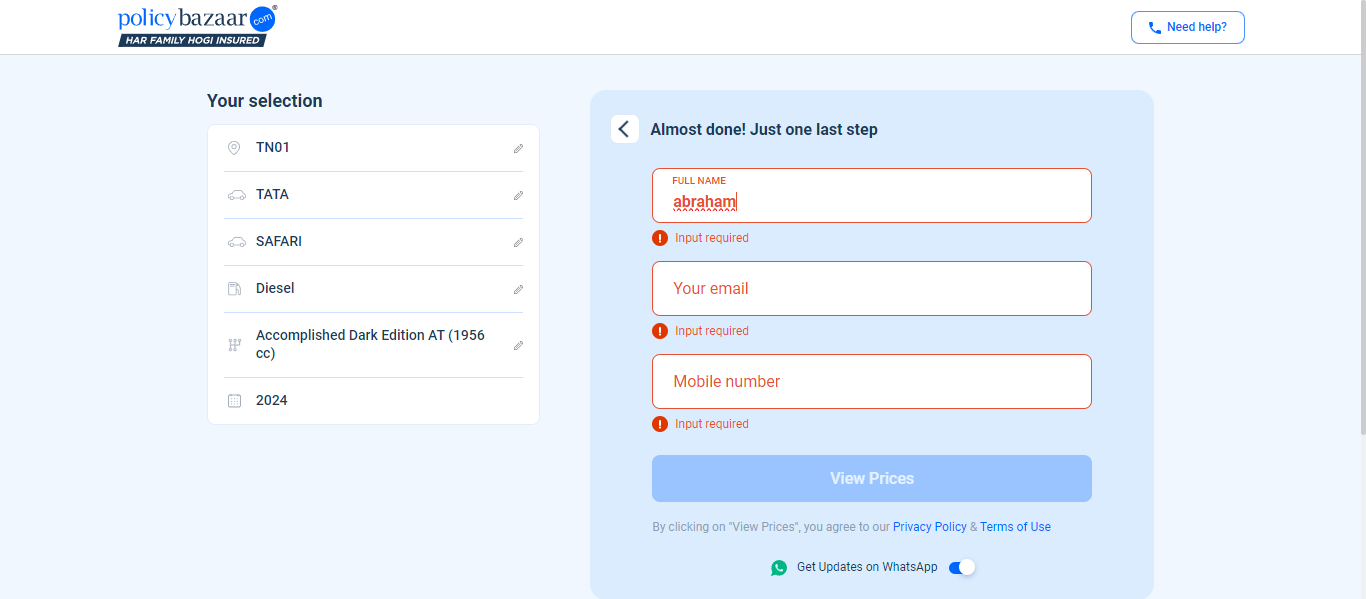 policybazaar.com
HAR FAMILY HOGI INSURED
Need help?
Your selection
TN01
TATA
SAFARI
Diesel
Accomplished Dark Edition AT (1956
cc)
2024
Almost done! Just one last step
FULL NAME
abraham
! Input required
Your email
! Input required
Mobile number
! Input required
View Prices
By clicking on "View Prices", you agree to our Privacy Policy & Terms of Use
Get Updates on WhatsApp